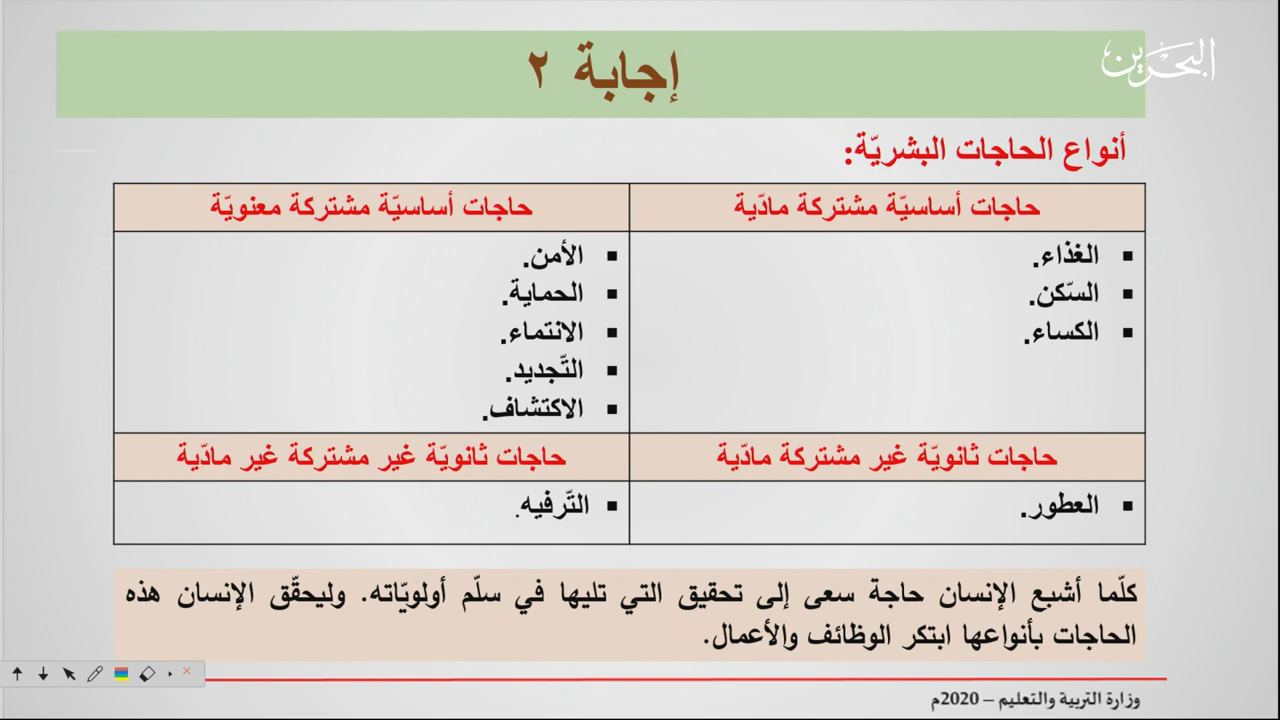 البحرين
إجابة ٢
أنواع الحاجات البشريّة:
حاجات أساسيّة مشتركة مادّية
حاجات أساسيّة مشتركة معنويّة
▪ الغذاء.
▪ السّكن.
▪ الكساء.
▪ الأمن.
▪ الحماية.
▪ الانتماء.
▪ التّجديد.
▪ الاكتشاف.
حاجات ثانويّة غير مشتركة مادّية
حاجات ثانويّة غير مشتركة غير مادّية
▪ العطور.
▪ التّرفيه.
كلّما أشبع الإنسان حاجة سعى إلى تحقيق التي تليها في سلّم أولويّاته. وليحقّق الإنسان هذه
الحاجات بأنواعها ابتكر الوظائف والأعمال.
وزارة التربية والتعليم – 2020م